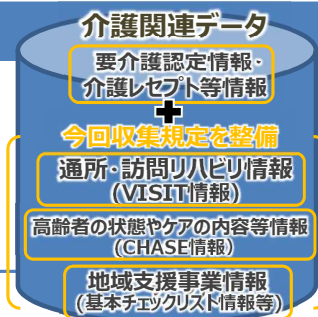 介護関連データ
要介護認定情報・
介護レセプト等情報
+
今回収集規定を整備
通所・訪問リハビリ情報
(VISIT情報)
高齢者の状態やケアの内容等情報
(CHASE情報)
地域支援事業情報
(基本チェックリスト情報等)